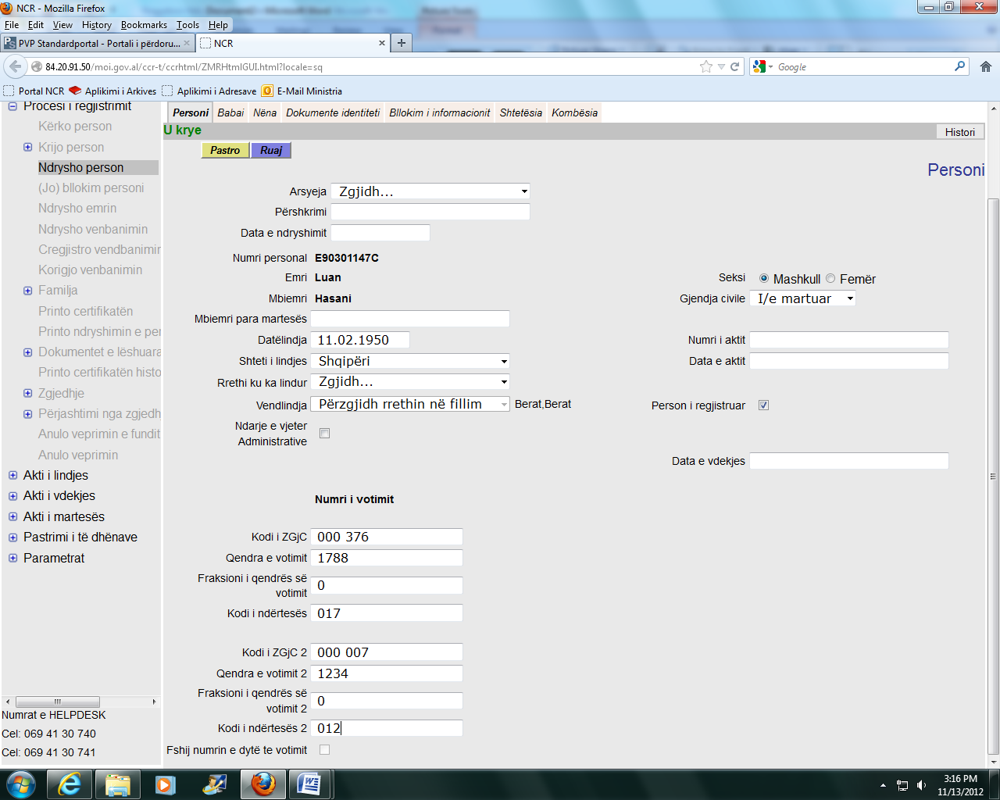 NCR - Mozilla Firefox
File Edit View History Bookmarks Tools Help
PVP Standardportal - Portali i përdoru...
NCR
84.20.91.50/moi.gov.al/ccr-t/ccrhtml/ZMRHtmlGUI.html?locale=sq
Google
Portal NCR Aplikimi i Arkives Aplikimi i Adresave E-Mail Ministria
Procesi i regjistrimit
Kërko person
Krijo person
Ndrysho person
(Jo) bllokim personi
Ndrysho emrin
Ndrysho venbanimin
Cregjistro vendbanimin
Korigjo venbanimin
Familja
Printo certifikatën
Printo ndryshimin e per
Dokumentet e lëshuara
Printo certifikatën histo
Zgjedhje
Përjashtimi nga zgjedh
Anulo veprimin e fundit
Anulo veprimin
Akti i lindjes
Akti i vdekjes
Akti i martesës
Pastrimi i të dhënave
Parametrat
Numrat e HELPDESK
Cel: 069 41 30 740
Cel: 069 41 30 741
Personi Babai Nëna Dokumente identiteti Bllokim i informacionit Shtetësia Kombësia
U krye
Histori
Pastro Ruaj
Personi
Arsyeja Zgjidh...
Përshkrimi
Data e ndryshimit
Numri personal E90301147C
Emri Luan
Seksi Mashkull Femër
Mbiemri Hasani
Gjendja civile I/e martuar
Mbiemri para martesës
Datëlindja 11.02.1950
Numri i aktit
Shteti i lindjes Shqipëri
Data e aktit
Rrethi ku ka lindur Zgjidh...
Vendlindja Përzgjidh rrethin në fillim Berat,Berat
Person i regjistruar
Ndarje e vjeter
Administrative
Data e vdekjes
Numri i votimit
Kodi i ZGjC 000 376
Qendra e votimit 1788
Fraksioni i qendrës së
votimit 0
Kodi i ndërtesës 017
Kodi i ZGjC 2 000 007
Qendra e votimit 2 1234
Fraksioni i qendrës së
votimit 2 0
Kodi i ndërtesës 2 012
Fshij numrin e dytë te votimit
3:16 PM
11/13/2012